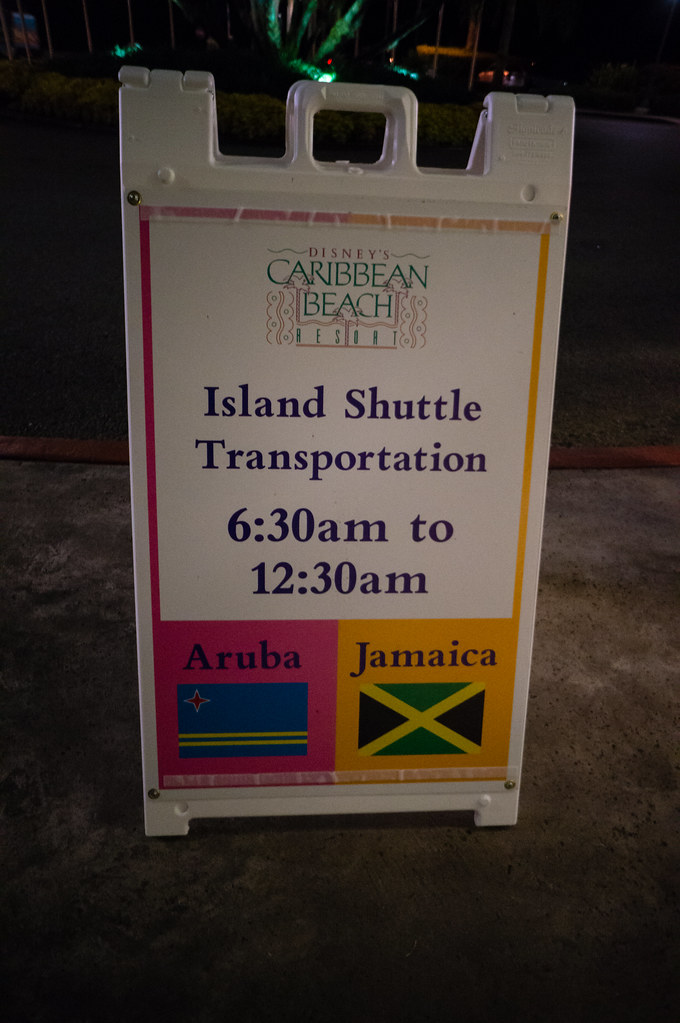 DISNEY'S
CARIBBEAN
BEACH
RESORT
Island Shuttle
Transportation
6:30am to
12:30am
Aruba
Jamaica